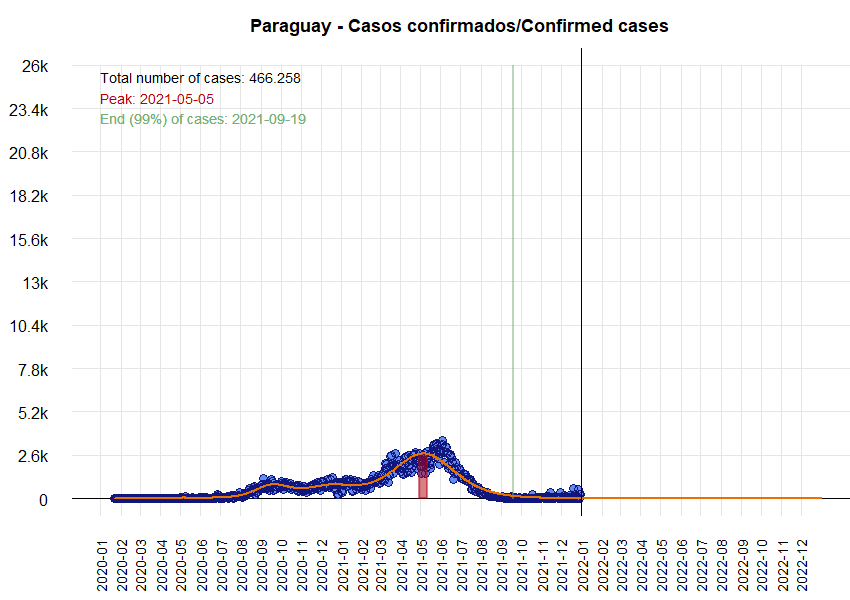 Paraguay - Casos confirmados/Confirmed cases
Total number of cases: 466.258
Peak: 2021-05-05
End (99%) of cases: 2021-09-19
26k
23.4k
20.8k
18.2k
15.6k
13k
10.4k
7.8k
5.2k
2.6k
0
2020-01
2020-02
2020-03
2020-04
2020-05
2020-06
2020-07
2020-08
2020-09
2020-10
2020-11
2020-12
2021-01
2021-02
2021-03
2021-04
2021-05
2021-06
2021-07
2021-08
2021-09
2021-10
2021-11
2021-12
2022-01
2022-02
2022-03
2022-04
2022-05
2022-06
2022-07
2022-08
2022-09
2022-10
2022-11
2022-12